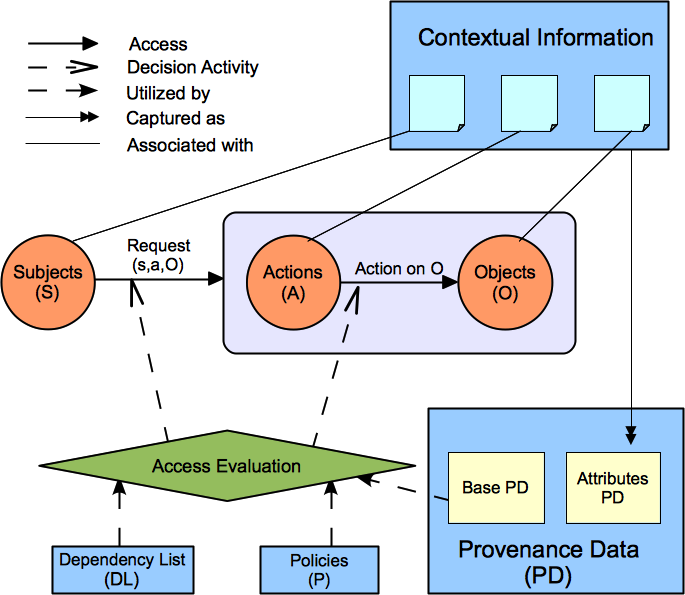 Access
Decision Activity
Utilized by
Captured as
Associated with
Contextual Information
Subjects
(S)
Request
(s,a,O)
Actions
(A)
Action on O
Objects
(O)
Access Evaluation
Dependency List
(DL)
Policies
(P)
Base PD
Attributes
PD
Provenance Data
(PD)